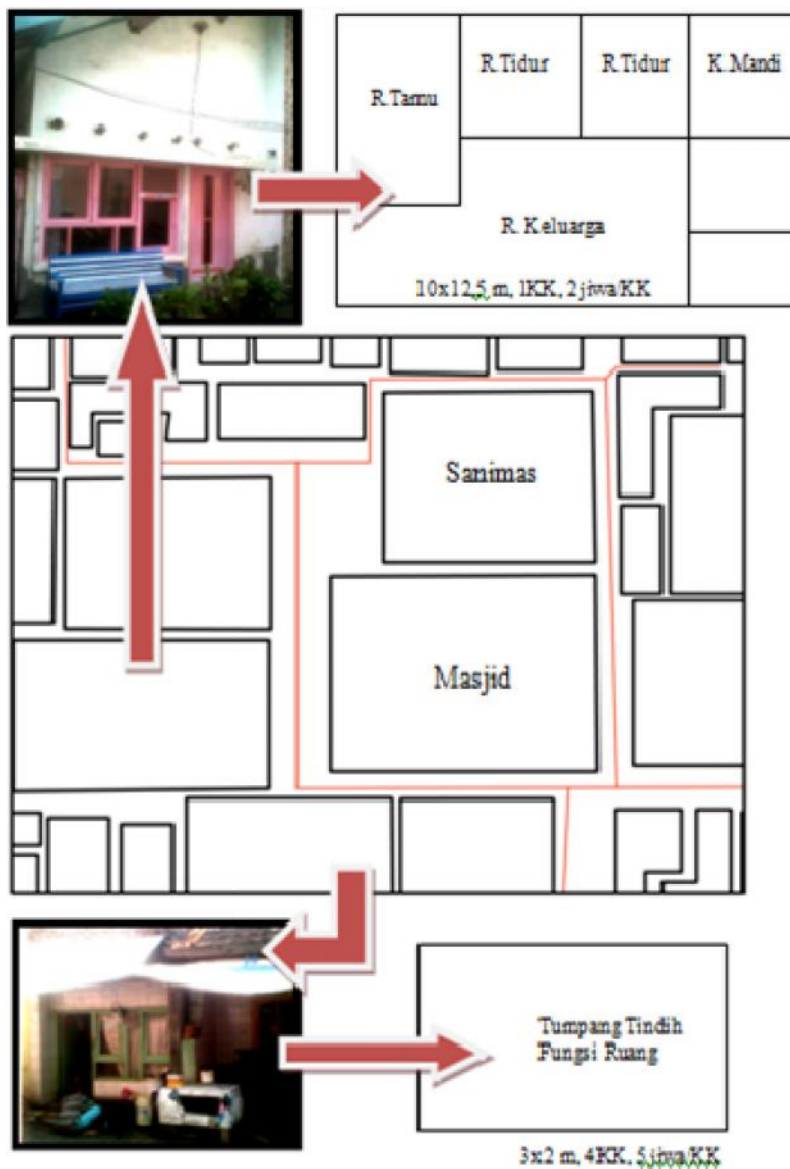 R.Tamu
R.Tidur
R.Tidur
K.Mandi
R. Keluarga
10x12,5 m, 1KK, 2 jiwa/KK
Sanimas
Masjid
Tumpang Tindih
Fungsi Ruang
3x2 m, 4KK, 5 jiwa/KK